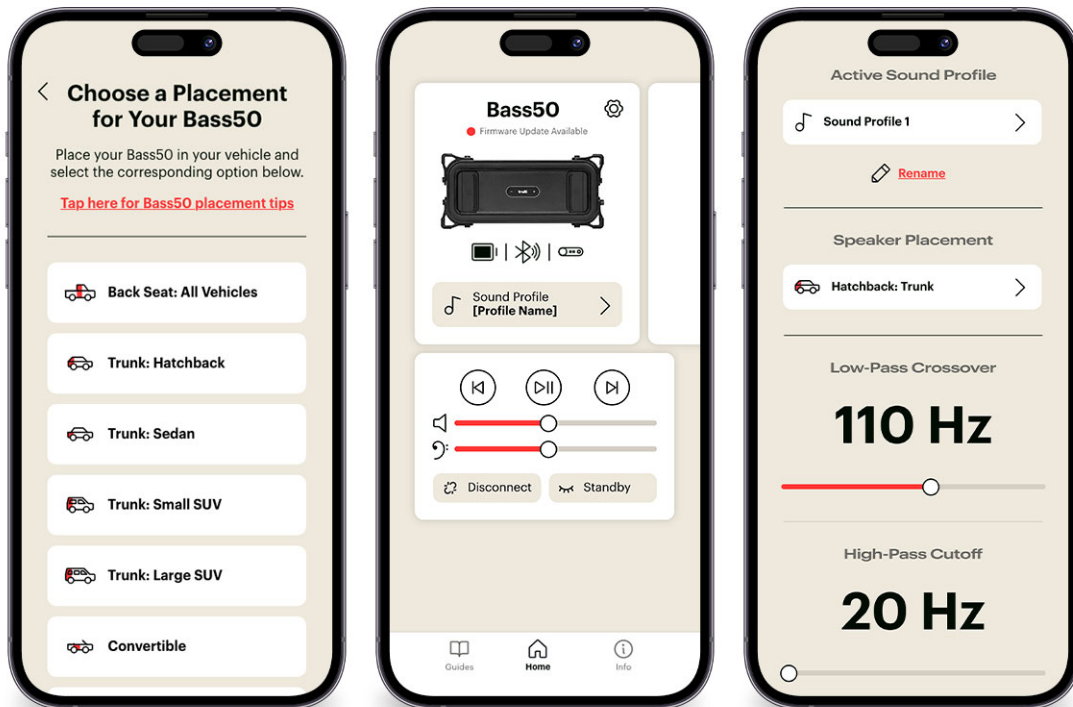 Choose a Placement
for Your Bass50
Place your Bass50 in your vehicle and
select the corresponding option below.
Tap here for Bass50 placement tips
Back Seat: All Vehicles
Trunk: Hatchback
Trunk: Sedan
Trunk: Small SUV
Trunk: Large SUV
Convertible
Bass50
Firmware Update Available
Sound Profile
[Profile Name]
Disconnect
Standby
Guides
Home
Info
Active Sound Profile
Sound Profile 1
Rename
Speaker Placement
Hatchback: Trunk
Low-Pass Crossover
110 Hz
High-Pass Cutoff
20 Hz